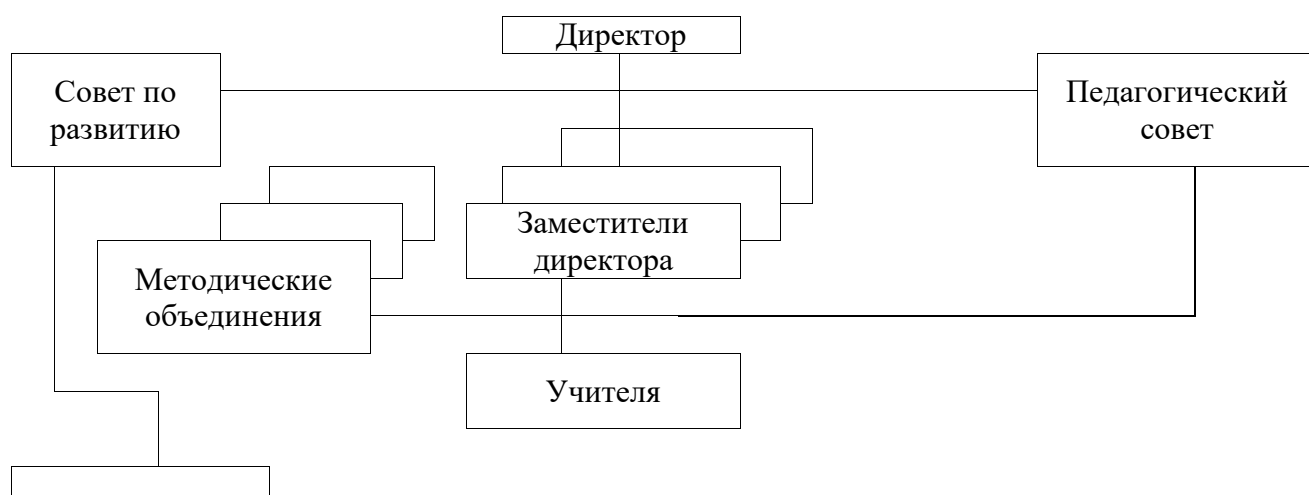 Директор
Совет по
развитию
Педагогический
совет
Заместители
директора
Методические
объединения
Учителя